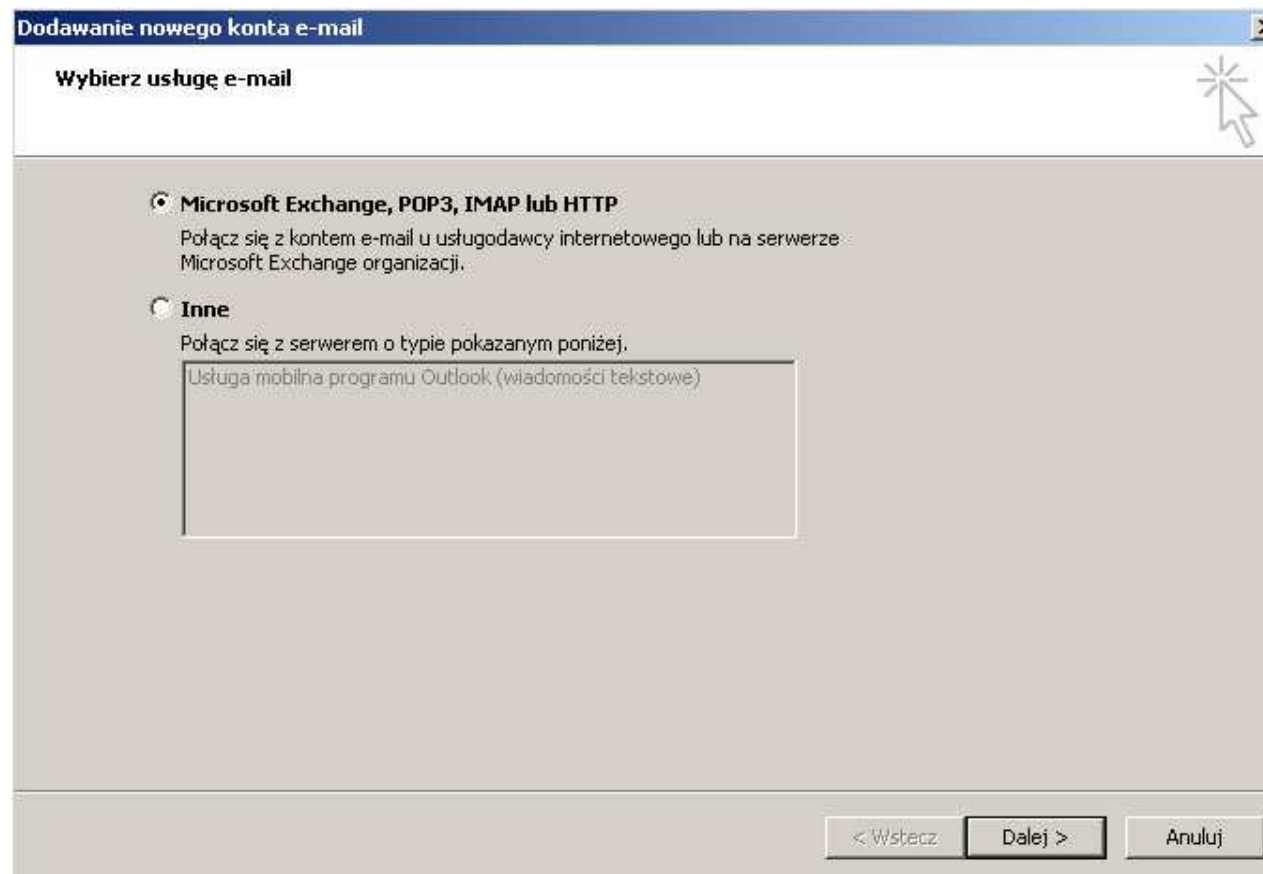 Dodawanie nowego konta e-mail
Wybierz usługę e-mail
Microsoft Exchange, POP3, IMAP lub HTTP
Połącz się z kontem e-mail u usługodawcy internetowego lub na serwerze
Microsoft Exchange organizacji.
Inne
Połącz się z serwerem o typie pokazanym poniżej.
Usługa mobilna programu Outlook (wiadomości tekstowe)
< Wstecz
Dalej >
Anuluj